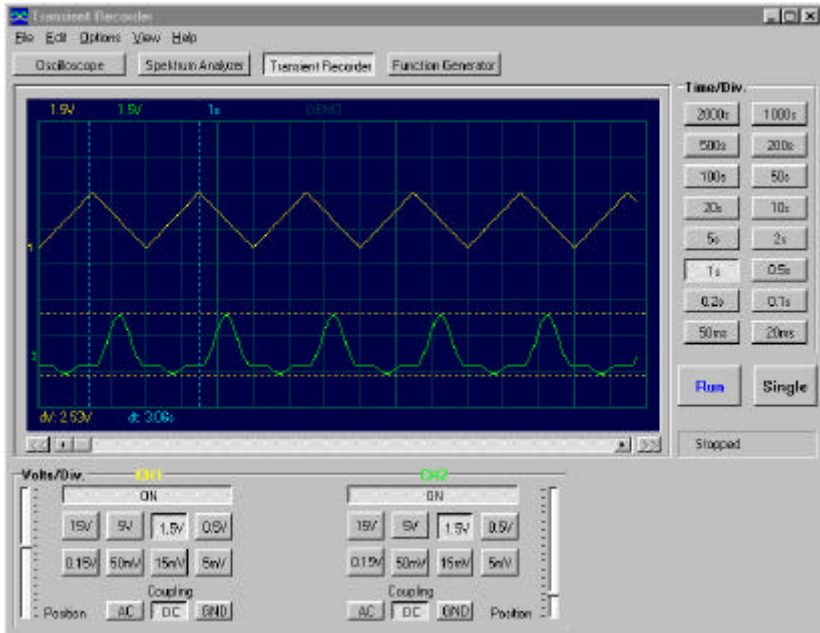 Transient Recorder
File Edit Options View Help
Oscilloscope Spektrum Analyzer Transient Recorder Function Generator
Time/Div.
1.5V 1.5V 1s DEMO
2000s 1000s
500s 200s
100s 50s
20s 10s
5s 2s
1s 0.5s
0.2s 0.1s
50ms 20ms
1
2
dV: 2.53V dt: 3.06s
Run Single
Stopped
Volts/Div. CH1 CH2
ON ON
15V 5V 1.5V 0.5V 15V 5V 1.5V 0.5V
0.15V 50mV 15mV 5mV 0.15V 50mV 15mV 5mV
Coupling Coupling
Position AC DC GND AC DC GND Position